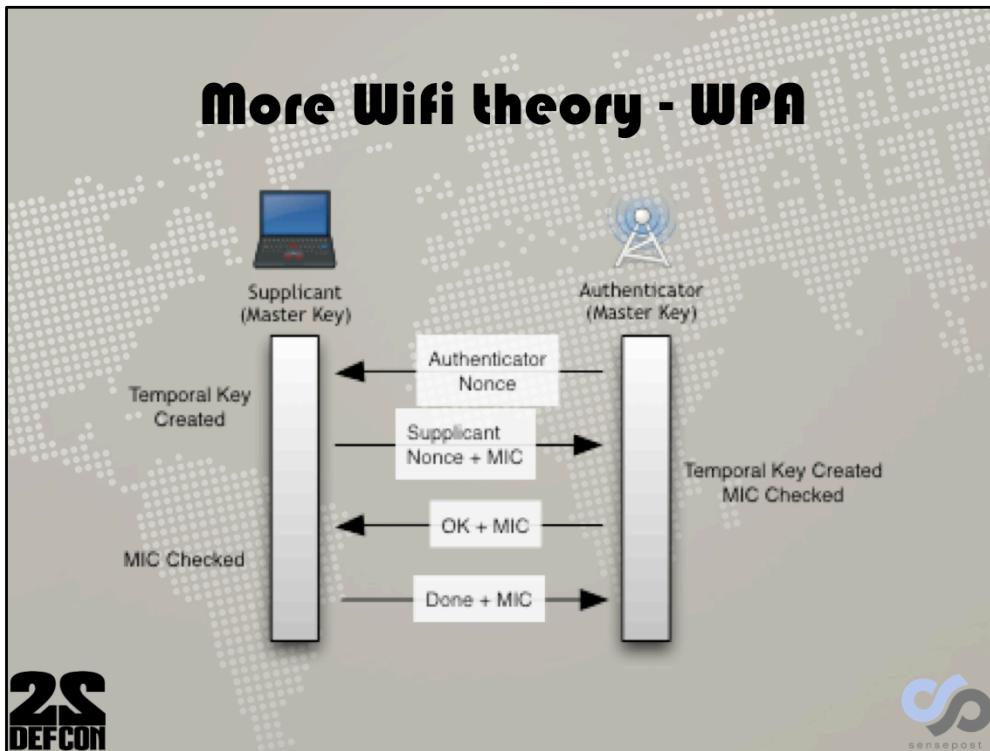 More Wifi theory - WPA
Supplicant
(Master Key)
Authenticator
(Master Key)
Authenticator
Nonce
Temporal Key
Created
Supplicant
Nonce + MIC
Temporal Key Created
MIC Checked
OK + MIC
MIC Checked
Done + MIC
22
DEFCON
sensepost